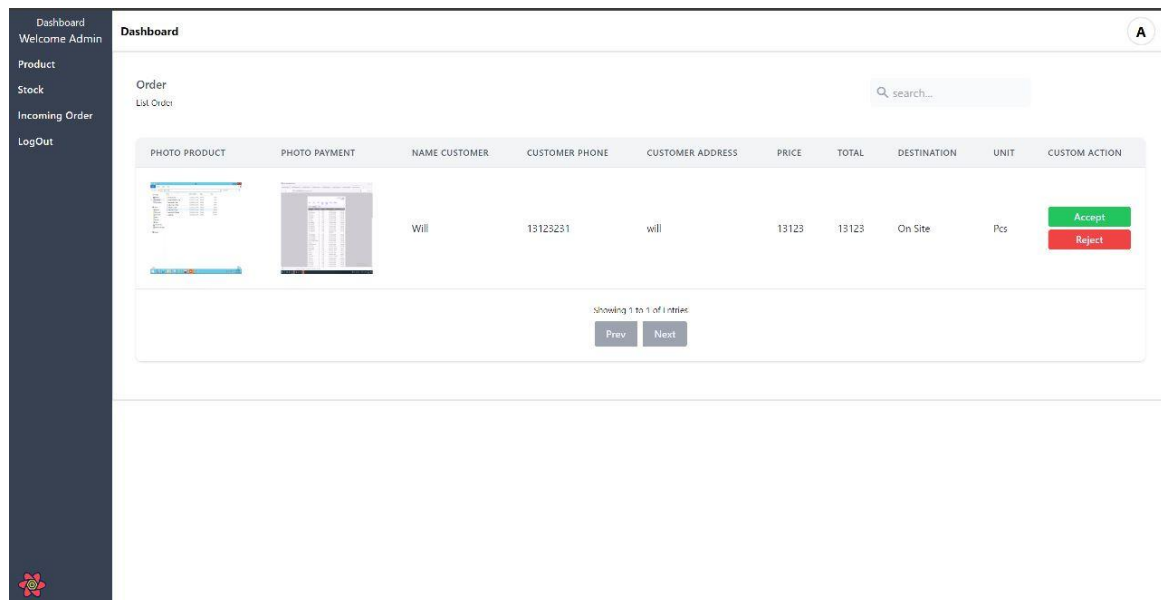 Dashboard
Welcome Admin
Product
Stock
Incoming Order
LogOut
Dashboard
A
Order
List Order
search...
PHOTO PRODUCT PHOTO PAYMENT NAME CUSTOMER CUSTOMER PHONE CUSTOMER ADDRESS PRICE TOTAL DESTINATION UNIT CUSTOM ACTION
Will 13123231 will 13123 13123 On Site Pcs
Accept
Reject
Showing 1 to 1 of Entries
Prev Next